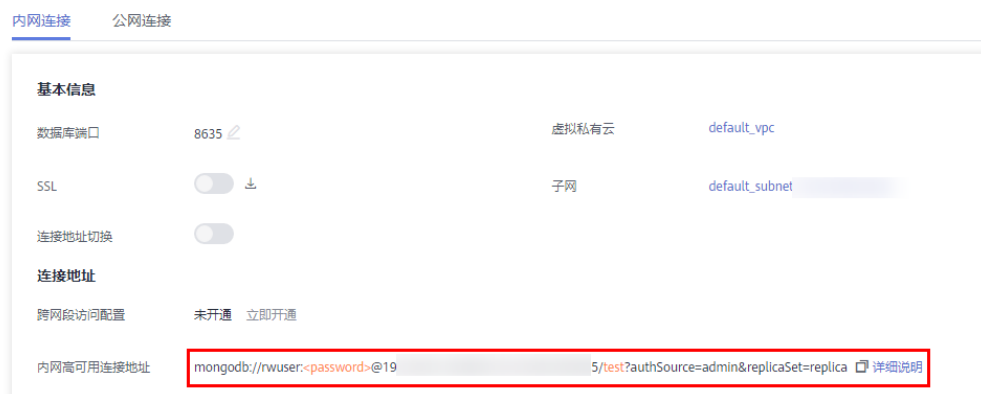 内网连接 公网连接
基本信息
数据库端口 8635 虚拟私有云 default_vpc
SSL 子网 default_subnet
连接地址切换
连接地址
跨网段访问配置 未开通 立即开通
内网高可用连接地址 mongodb://rwuser:<password>@19 5/test?authSource=admin&replicaSet=replica 详细说明